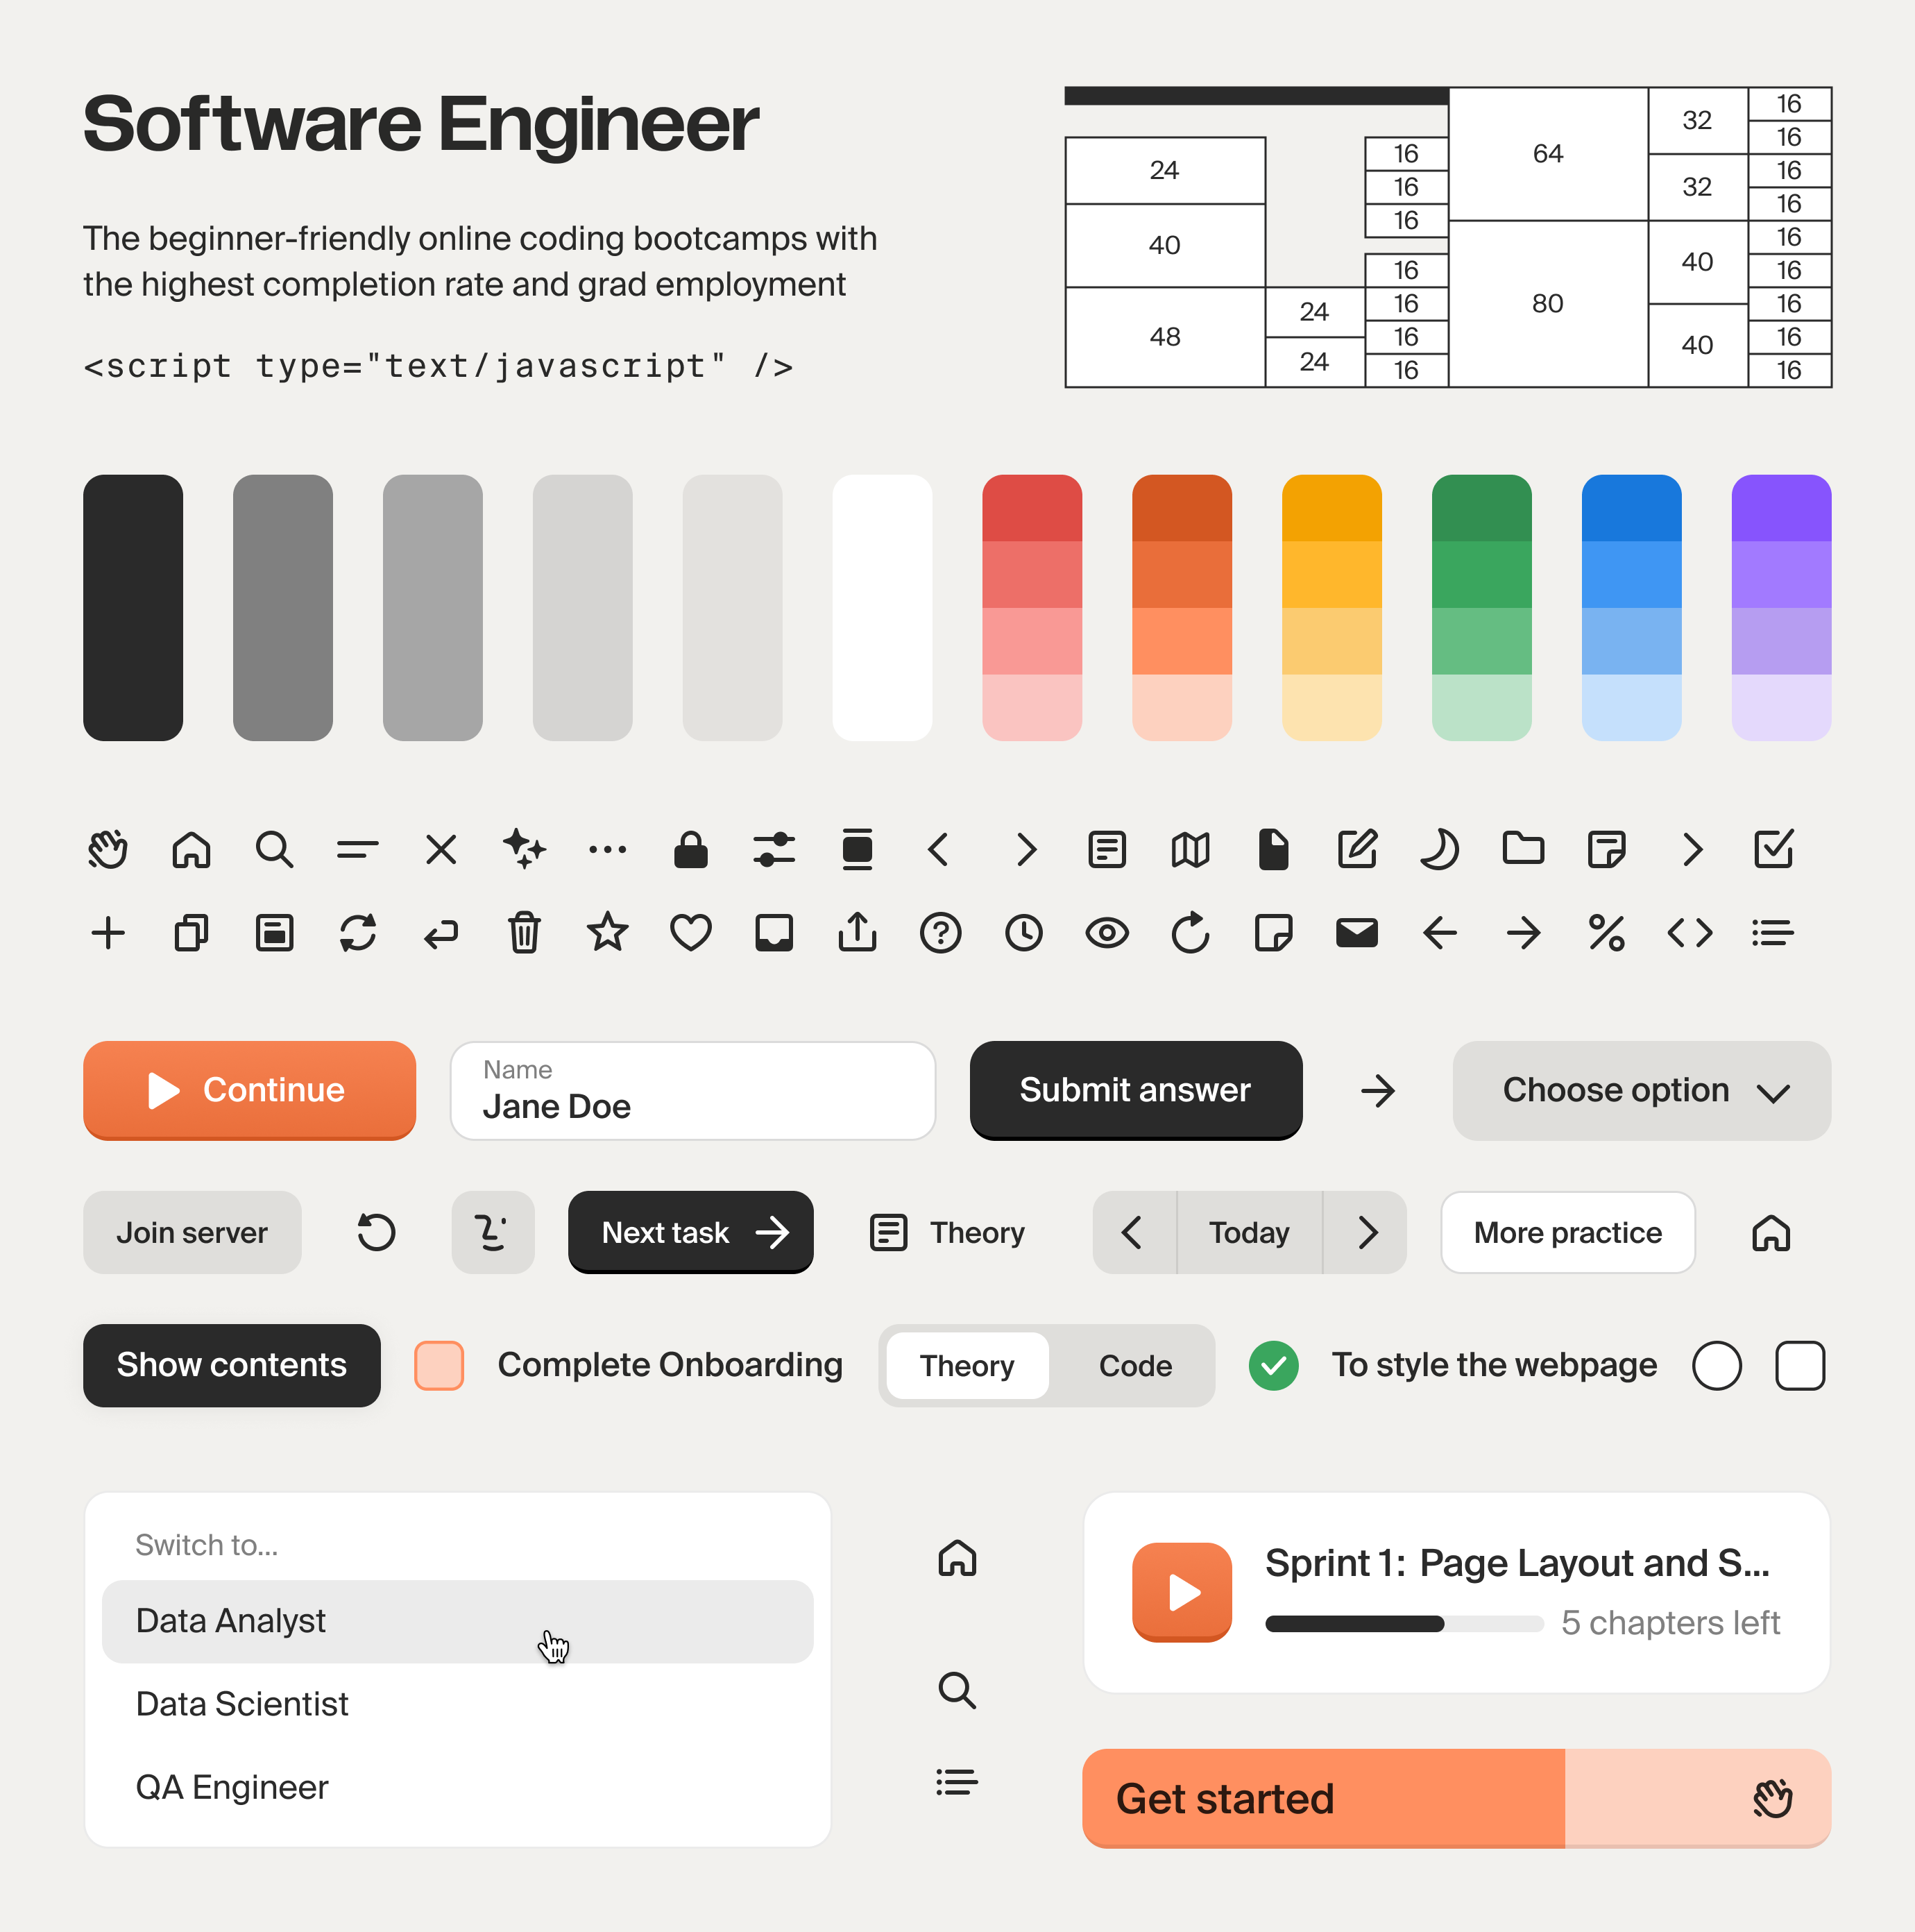 Software Engineer
The beginner-friendly online coding bootcamps with
the highest completion rate and grad employment
<script type="text/javascript" />
24
40
48
24
24
16
16
16
16
16
16
16
64
80
32
32
40
40
16
16
16
16
16
16
16
16
16
Continue
Name
Jane Doe
Submit answer
Choose option
Join server
Next task
Theory
Today
More practice
Show contents
Complete Onboarding
Theory
Code
To style the webpage
Switch to...
Data Analyst
Data Scientist
QA Engineer
Sprint 1: Page Layout and S...
5 chapters left
Get started